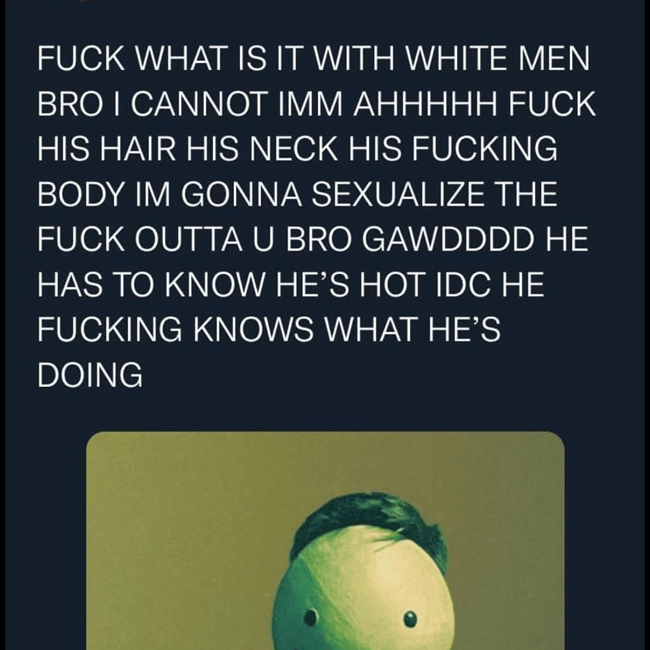 FUCK WHAT IS IT WITH WHITE MEN
BRO I CANNOT IMM AHHHHH FUCK
HIS HAIR HIS NECK HIS FUCKING
BODY IM GONNA SEXUALIZE THE
FUCK OUTTA U BRO GAWDDDD HE
HAS TO KNOW HE’S HOT IDC HE
FUCKING KNOWS WHAT HE’S
DOING